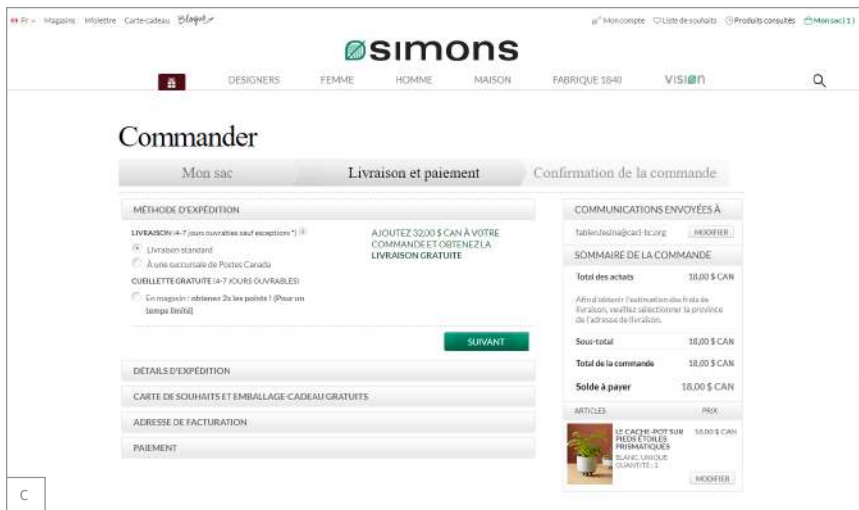 Fr Magasins Infolettre Carte-cadeau Blogue
Mon compte Liste de souhaits Produits consultés Mon sac ( 1 )
simons
DESIGNERS FEMME HOMME MAISON FABRIQUE 1840 VISION
Commander
Mon sac Livraison et paiement Confirmation de la commande
MÉTHODE D'EXPÉDITION
LIVRAISON (4-7 jours ouvrables sauf exceptions *)
Livraison standard
À une succursale de Postes Canada
CUEILLETTE GRATUITE (4-7 JOURS OUVRABLES)
En magasin : obtenez 2x les points ! (Pour un
temps limité)
AJOUTEZ 32,00 $ CAN À VOTRE
COMMANDE ET OBTENEZ LA
LIVRAISON GRATUITE
SUIVANT
DÉTAILS D'EXPÉDITION
CARTE DE SOUHAITS ET EMBALLAGE-CADEAU GRATUITS
ADRESSE DE FACTURATION
PAIEMENT
COMMUNICATIONS ENVOYÉES À
MODIFIER
SOMMAIRE DE LA COMMANDE
Total des achats 18,00 $ CAN
Afin d'obtenir l'estimation des frais de
livraison, veuillez sélectionner la province
de l'adresse de livraison.
Sous-total 18,00 $ CAN
Total de la commande 18,00 $ CAN
Solde à payer 18,00 $ CAN
ARTICLES PRIX
LE CACHE-POT SUR 18,00 $ CAN
PIEDS ÉTOILES
PRISMATIQUES
BLANC, UNIQUE
QUANTITÉ : 1
MODIFIER
C